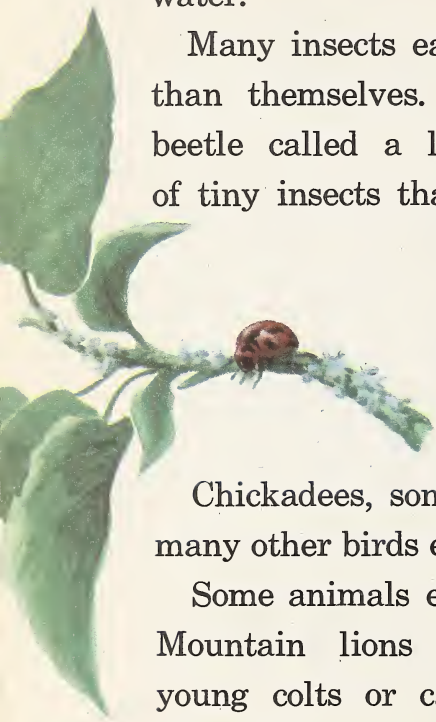 water.
Many insects ea
than themselves.
beetle called a l
of tiny insects tha
Chickadees, som
many other birds e
Some animals e
Mountain lions
young colts or c